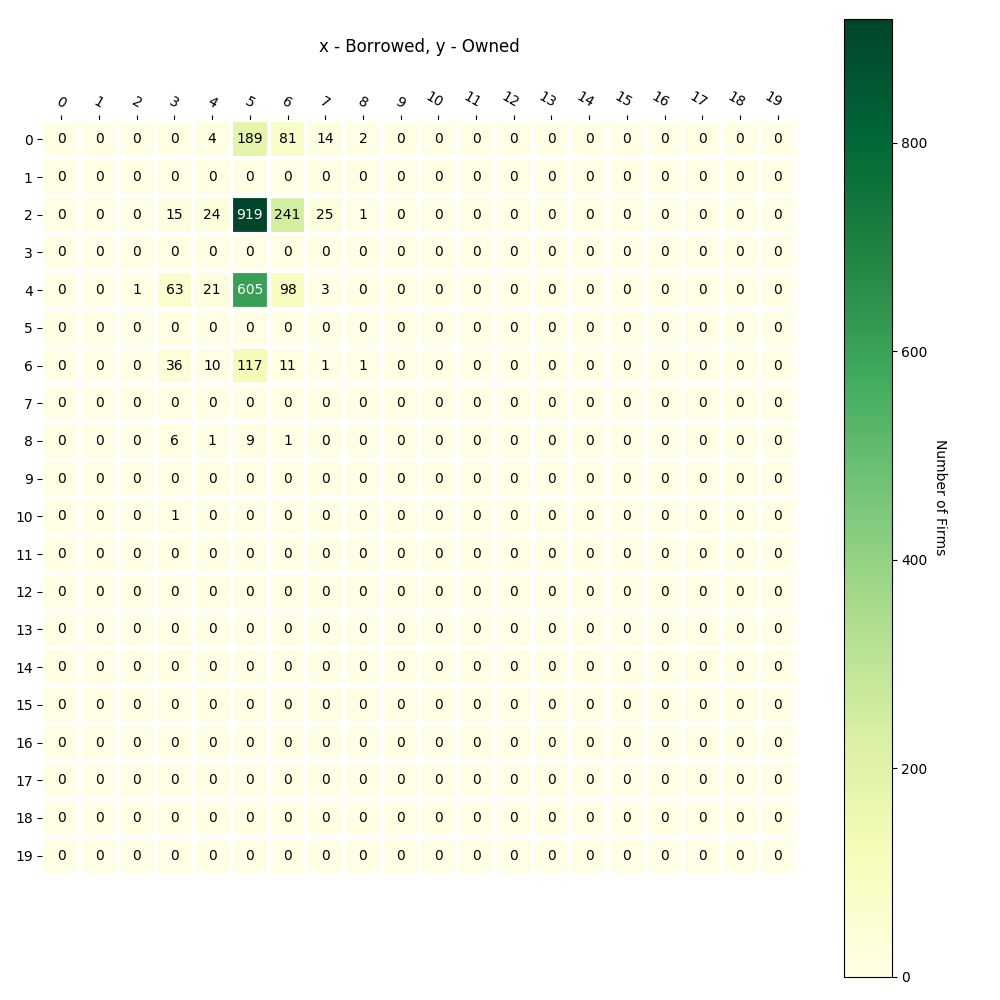 x - Borrowed, y - Owned
0 1 2 3 4 5 6 7 8 9 10 11 12 13 14 15 16 17 18 19
0 0 0 0 0 4 189 81 14 2 0 0 0 0 0 0 0 0 0 0 0
1 0 0 0 0 0 0 0 0 0 0 0 0 0 0 0 0 0 0 0 0
2 0 0 0 15 24 919 241 25 1 0 0 0 0 0 0 0 0 0 0 0
3 0 0 0 0 0 0 0 0 0 0 0 0 0 0 0 0 0 0 0 0
4 0 0 1 63 21 605 98 3 0 0 0 0 0 0 0 0 0 0 0 0
5 0 0 0 0 0 0 0 0 0 0 0 0 0 0 0 0 0 0 0 0
6 0 0 0 36 10 117 11 1 1 0 0 0 0 0 0 0 0 0 0 0
7 0 0 0 0 0 0 0 0 0 0 0 0 0 0 0 0 0 0 0 0
8 0 0 0 6 1 9 1 0 0 0 0 0 0 0 0 0 0 0 0 0
9 0 0 0 0 0 0 0 0 0 0 0 0 0 0 0 0 0 0 0 0
10 0 0 0 1 0 0 0 0 0 0 0 0 0 0 0 0 0 0 0 0
11 0 0 0 0 0 0 0 0 0 0 0 0 0 0 0 0 0 0 0 0
12 0 0 0 0 0 0 0 0 0 0 0 0 0 0 0 0 0 0 0 0
13 0 0 0 0 0 0 0 0 0 0 0 0 0 0 0 0 0 0 0 0
14 0 0 0 0 0 0 0 0 0 0 0 0 0 0 0 0 0 0 0 0
15 0 0 0 0 0 0 0 0 0 0 0 0 0 0 0 0 0 0 0 0
16 0 0 0 0 0 0 0 0 0 0 0 0 0 0 0 0 0 0 0 0
17 0 0 0 0 0 0 0 0 0 0 0 0 0 0 0 0 0 0 0 0
18 0 0 0 0 0 0 0 0 0 0 0 0 0 0 0 0 0 0 0 0
19 0 0 0 0 0 0 0 0 0 0 0 0 0 0 0 0 0 0 0 0
800
600
400
200
0
Number of Firms